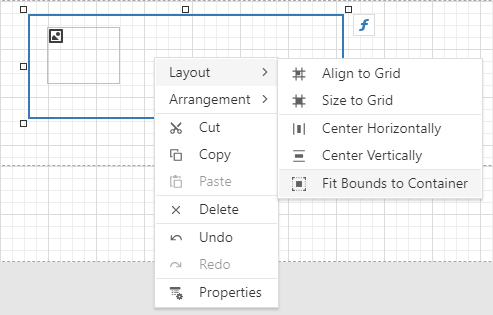 f
Layout
Arrangement
Cut
Copy
Paste
Delete
Undo
Redo
Properties
Align to Grid
Size to Grid
Center Horizontally
Center Vertically
Fit Bounds to Container